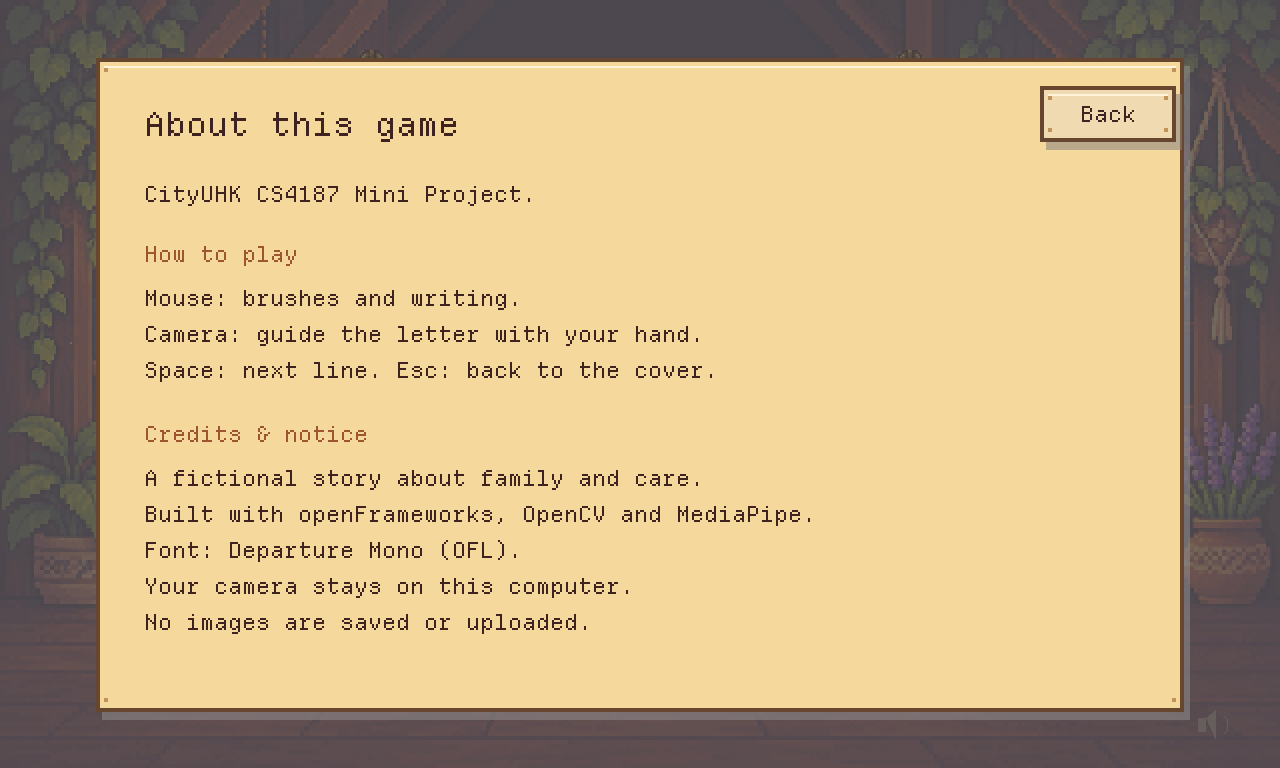 About this game
Back
CityUHK CS4187 Mini Project.
How to play
Mouse: brushes and writing.
Camera: guide the letter with your hand.
Space: next line. Esc: back to the cover.
Credits & notice
A fictional story about family and care.
Built with openFrameworks, OpenCV and MediaPipe.
Font: Departure Mono (OFL).
Your camera stays on this computer.
No images are saved or uploaded.